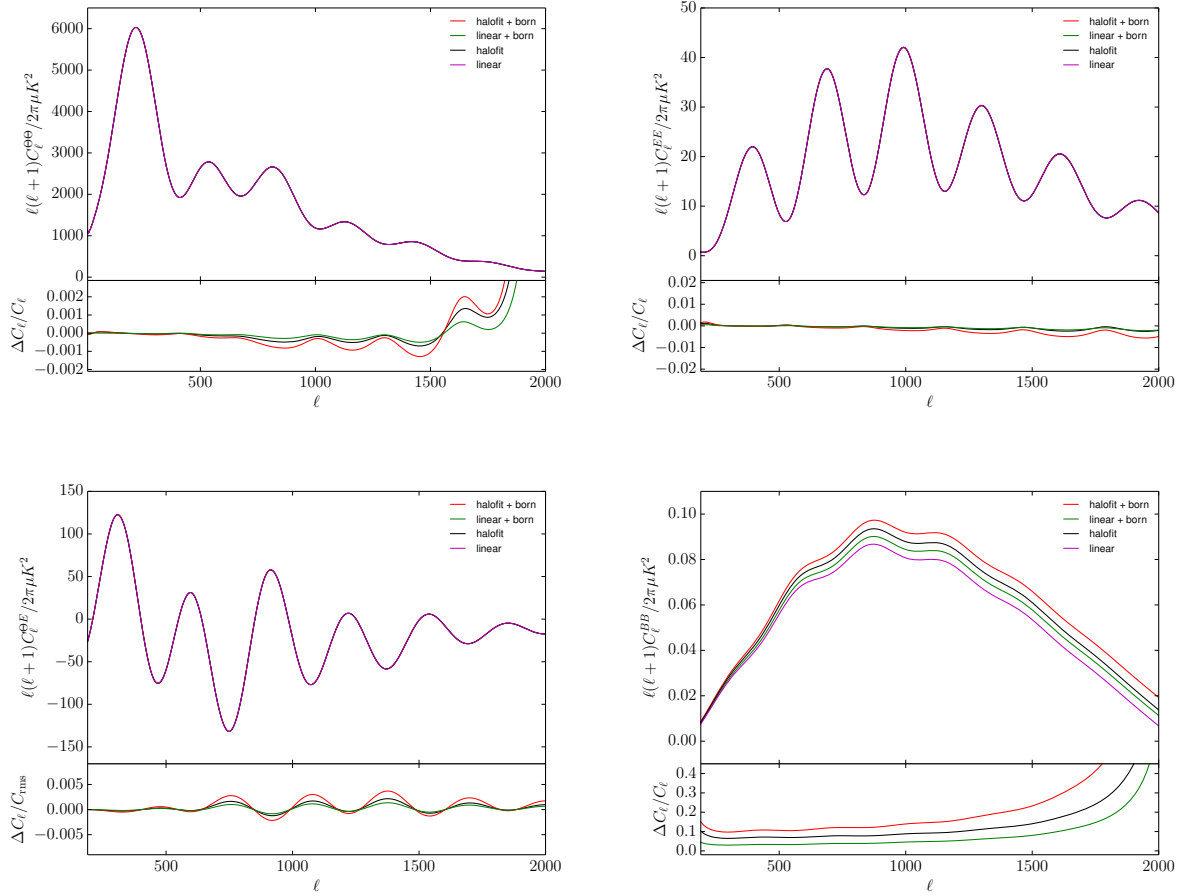 6000
5000
4000
3000
2000
1000
0
ℓ(ℓ+1)C_ℓ^{ΘΘ}/2πμK²
halofit + born
linear + born
halofit
linear
0.002
0.001
0.000
−0.001
−0.002
ΔC_ℓ/C_ℓ
500 1000 1500 2000
ℓ
50
40
30
20
10
0
ℓ(ℓ+1)C_ℓ^{EE}/2πμK²
halofit + born
linear + born
halofit
linear
0.02
0.01
0.00
−0.01
−0.02
ΔC_ℓ/C_ℓ
500 1000 1500 2000
ℓ
150
100
50
0
−50
−100
−150
ℓ(ℓ+1)C_ℓ^{ΘE}/2πμK²
halofit + born
linear + born
halofit
linear
0.005
0.000
−0.005
ΔC_ℓ/C_rms
500 1000 1500 2000
ℓ
0.10
0.08
0.06
0.04
0.02
0.00
ℓ(ℓ+1)C_ℓ^{BB}/2πμK²
halofit + born
linear + born
halofit
linear
0.4
0.3
0.2
0.1
0.0
ΔC_ℓ/C_ℓ
500 1000 1500 2000
ℓ